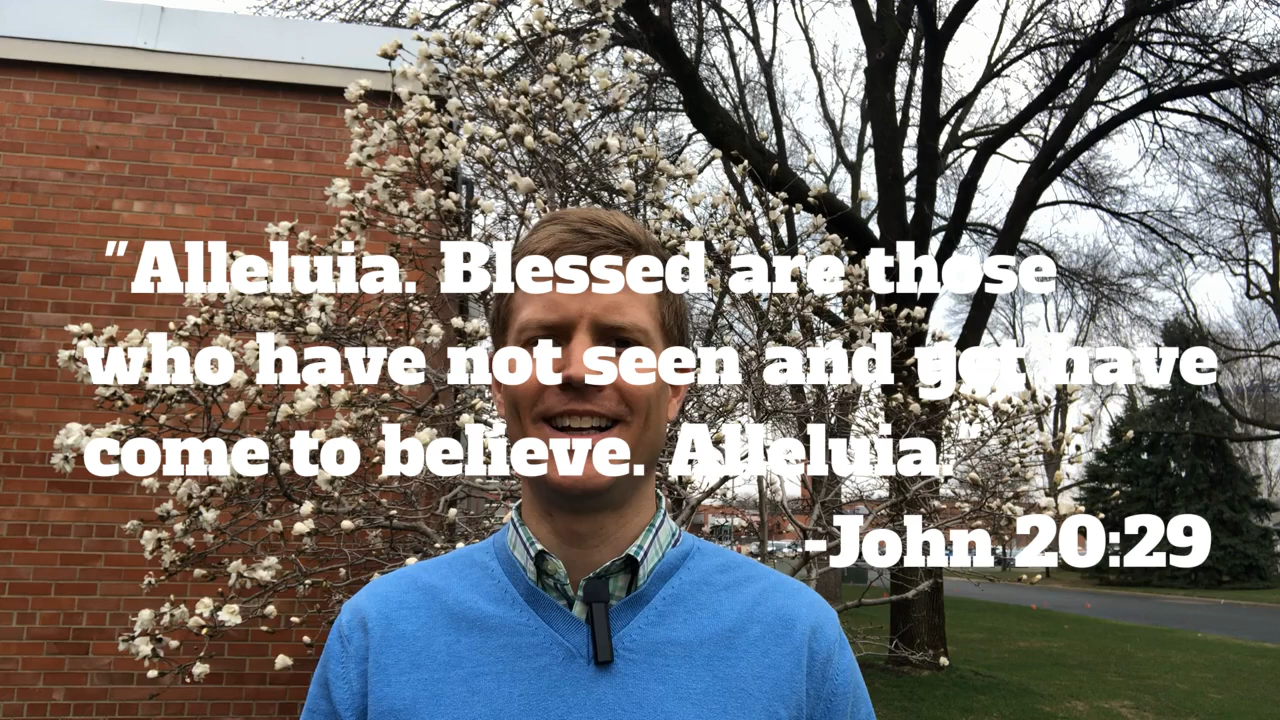 "Alleluia. Blessed are those
who have not seen and yet have
come to believe. Alleluia."
-John 20:29